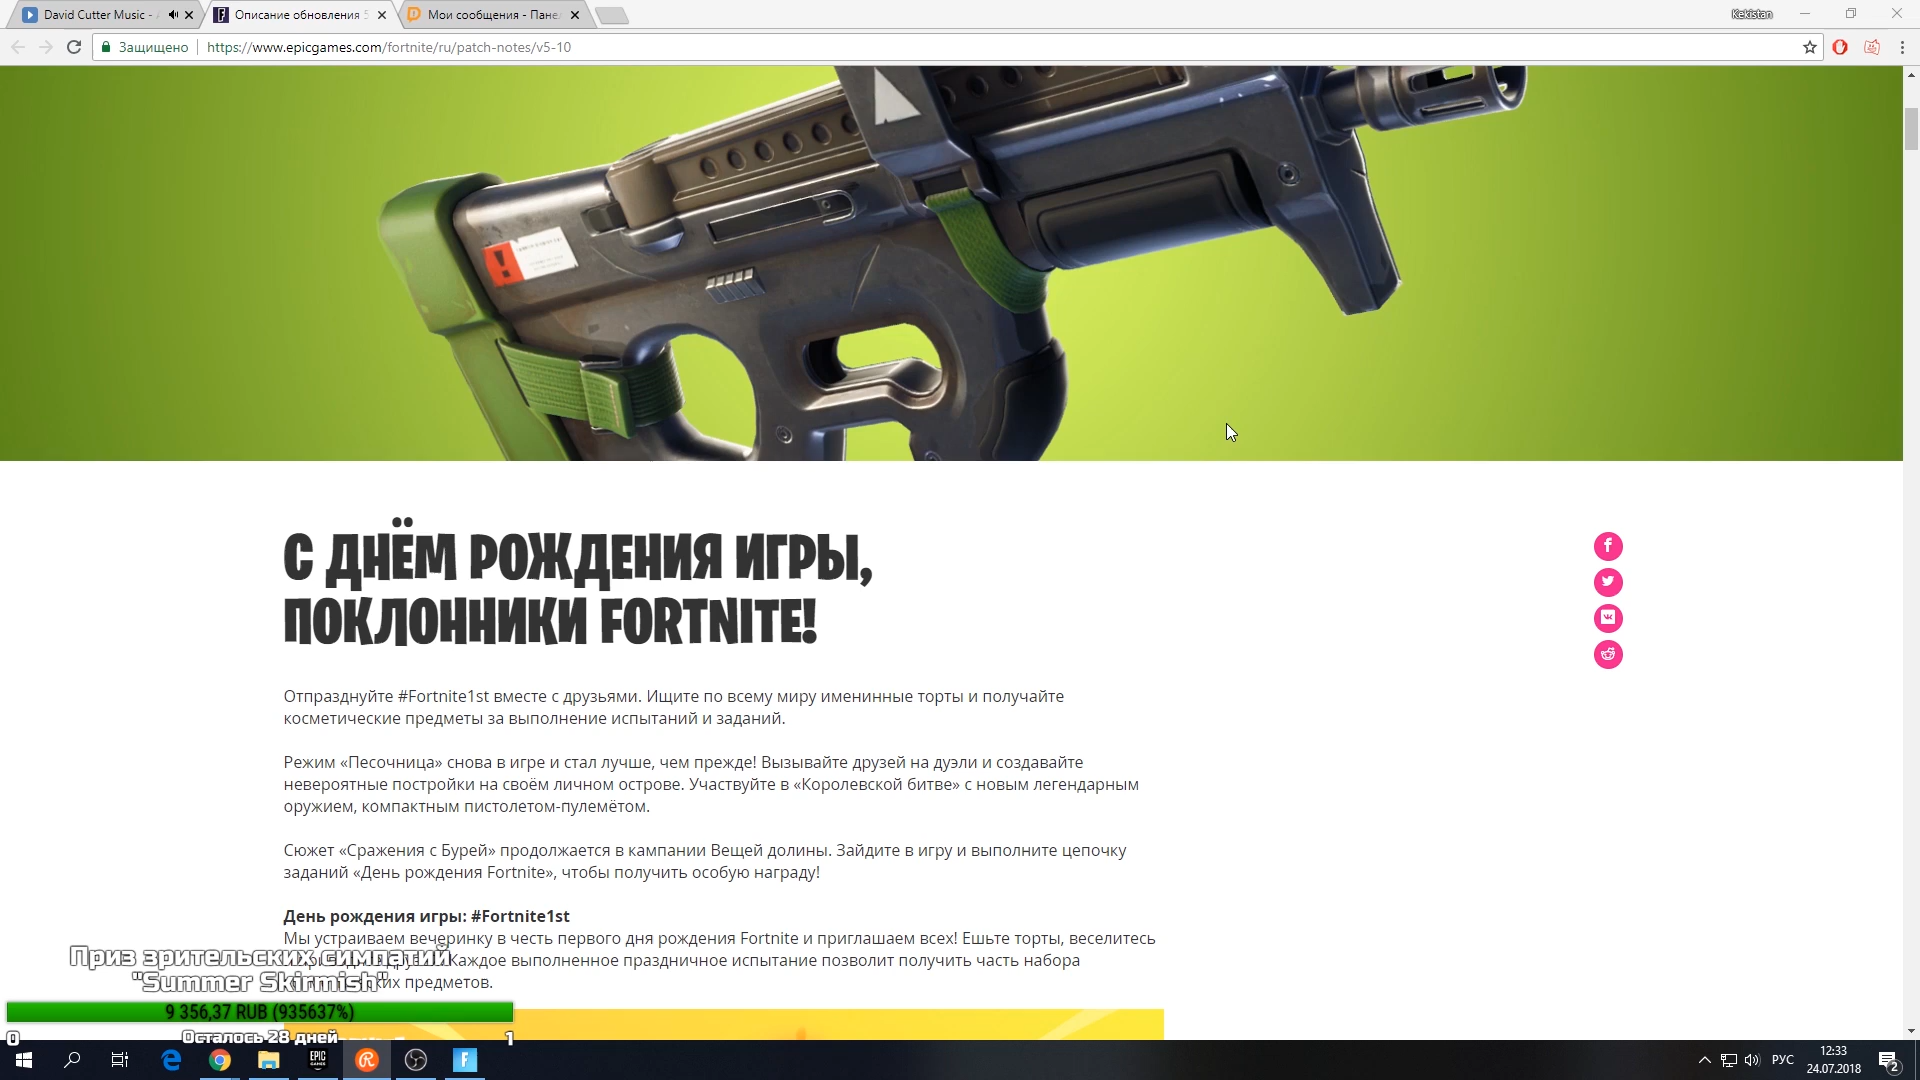 David Cutter Music -
Описание обновления 5
Мои сообщения - Пане
Kekistan
Защищено
https://www.epicgames.com/fortnite/ru/patch-notes/v5-10
С ДНЁМ РОЖДЕНИЯ ИГРЫ,
ПОКЛОННИКИ FORTNITE!
Отпразднуйте #Fortnite1st вместе с друзьями. Ищите по всему миру именинные торты и получайте
косметические предметы за выполнение испытаний и заданий.
Режим «Песочница» снова в игре и стал лучше, чем прежде! Вызывайте друзей на дуэли и создавайте
невероятные постройки на своём личном острове. Участвуйте в «Королевской битве» с новым легендарным
оружием, компактным пистолетом-пулемётом.
Сюжет «Сражения с Бурей» продолжается в кампании Вещей долины. Зайдите в игру и выполните цепочку
заданий «День рождения Fortnite», чтобы получить особую награду!
День рождения игры: #Fortnite1st
Мы устраиваем вечеринку в честь первого дня рождения Fortnite и приглашаем всех! Ешьте торты, веселитесь
Каждое выполненное праздничное испытание позволит получить часть набора
предметов.
Приз зрительских симпатий
"Summer Skirmish"
9 356,37 RUB (935637%)
0
Осталось 28 дней
1
EPIC
GAMES
РУС
12:33
24.07.2018
2